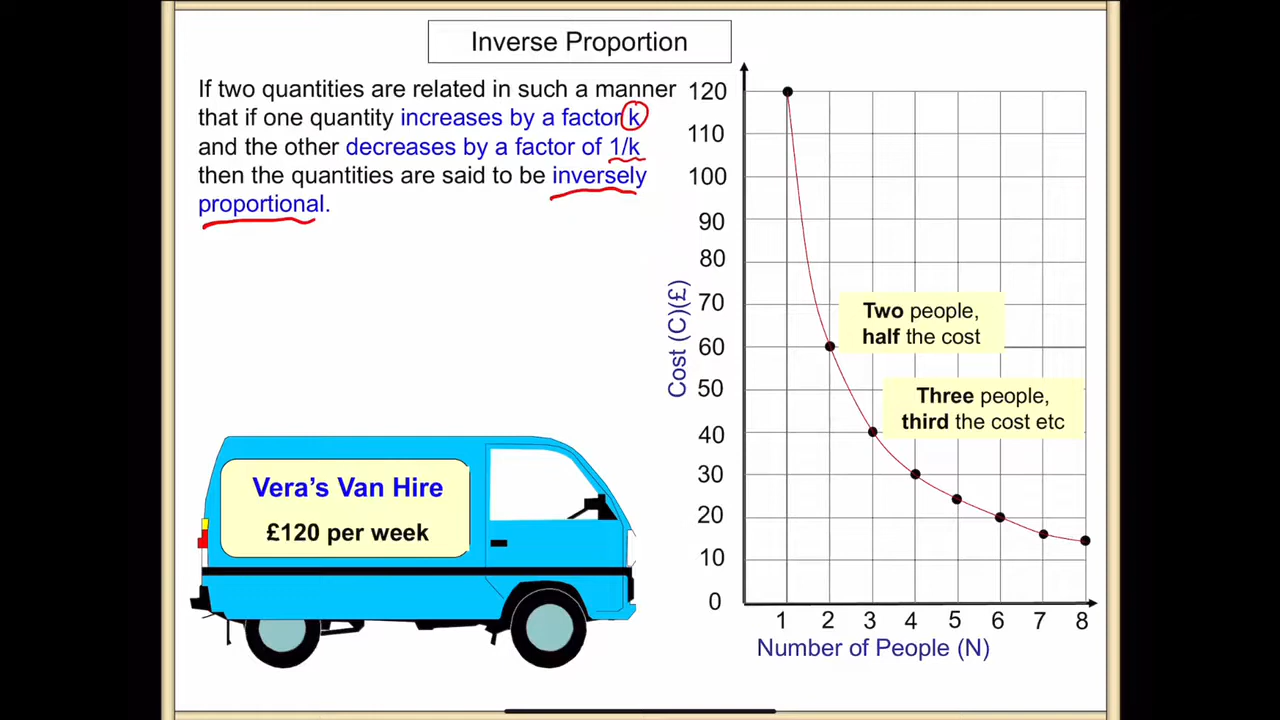 Inverse Proportion
If two quantities are related in such a manner
that if one quantity increases by a factor k
and the other decreases by a factor of 1/k
then the quantities are said to be inversely
proportional.
Vera's Van Hire
£120 per week
120
110
100
90
80
70
60
50
40
30
20
10
0
Cost (C)(£)
Two people,
half the cost
Three people,
third the cost etc
1 2 3 4 5 6 7 8
Number of People (N)